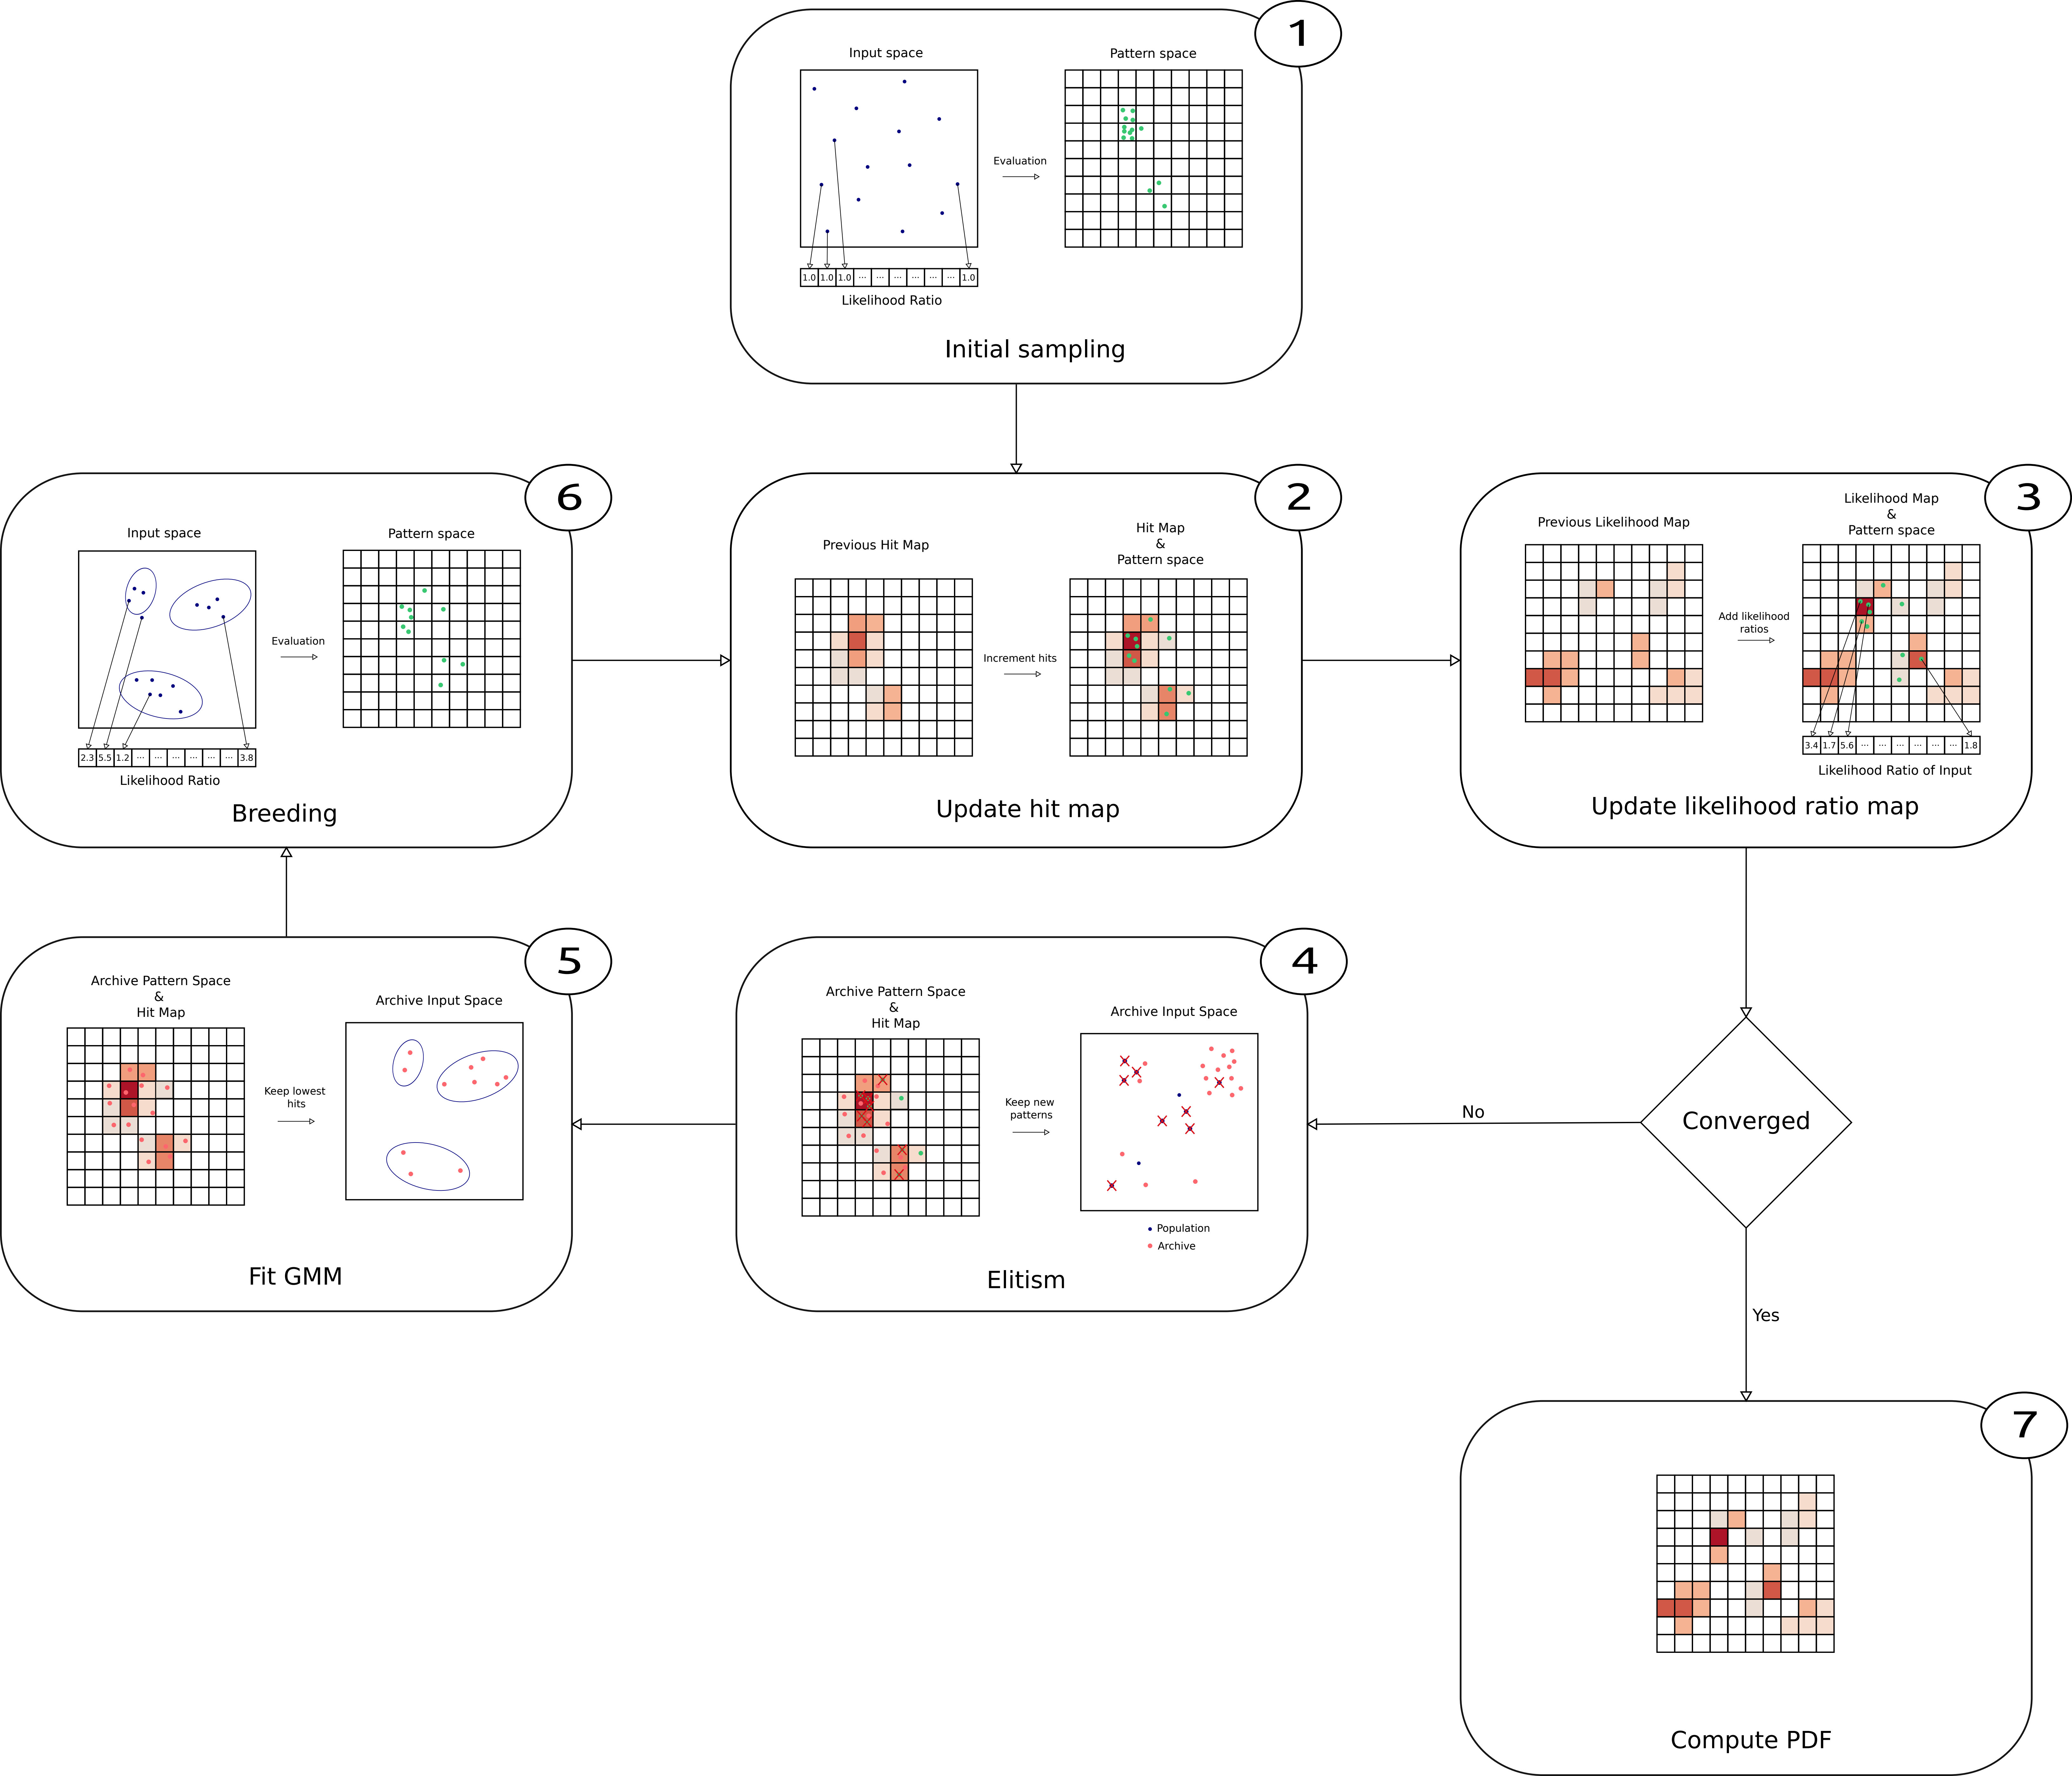 1
Input space
Pattern space
Evaluation
1.0 1.0 1.0 ... ... ... ... ... ... 1.0
Likelihood Ratio
Initial sampling
6
Input space
Pattern space
Evaluation
2.3 5.5 1.2 ... ... ... ... ... ... 3.8
Likelihood Ratio
Breeding
2
Previous Hit Map
Hit Map
&
Pattern space
Increment hits
Update hit map
3
Previous Likelihood Map
Likelihood Map
&
Pattern space
Add likelihood
ratios
3.4 1.7 5.6 ... ... ... ... ... ... 1.8
Likelihood Ratio of Input
Update likelihood ratio map
5
Archive Pattern Space
&
Hit Map
Archive Input Space
Keep lowest
hits
Fit GMM
4
Archive Pattern Space
&
Hit Map
Archive Input Space
Keep new
patterns
Population
Archive
Elitism
No
Converged
Yes
7
Compute PDF